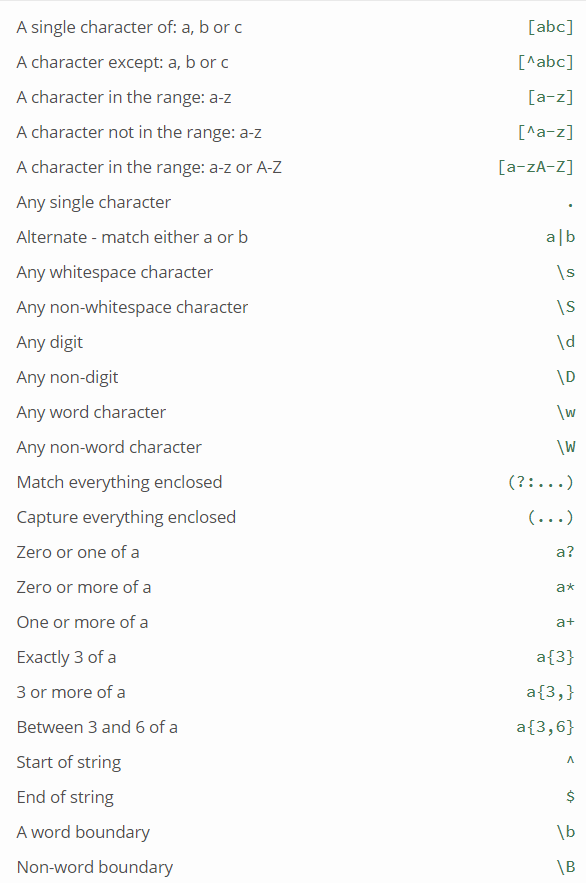 A single character of: a, b or c [abc]
A character except: a, b or c [^abc]
A character in the range: a-z [a-z]
A character not in the range: a-z [^a-z]
A character in the range: a-z or A-Z [a-zA-Z]
Any single character .
Alternate - match either a or b a|b
Any whitespace character \s
Any non-whitespace character \S
Any digit \d
Any non-digit \D
Any word character \w
Any non-word character \W
Match everything enclosed (?:...)
Capture everything enclosed (...)
Zero or one of a a?
Zero or more of a a*
One or more of a a+
Exactly 3 of a a{3}
3 or more of a a{3,}
Between 3 and 6 of a a{3,6}
Start of string ^
End of string $
A word boundary \b
Non-word boundary \B